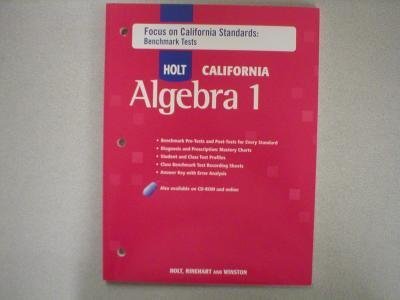 Focus on California Standards:
Benchmark Tests
HOLT CALIFORNIA
Algebra 1
• Benchmark Pre-Tests and Post-Tests for Every Standard
• Diagnosis and Prescription: Mastery Charts
• Student and Class Test Profiles
• Class Benchmark Test Recording Sheets
• Answer Key with Error Analysis
Also available on CD-ROM and online
HOLT, RINEHART AND WINSTON